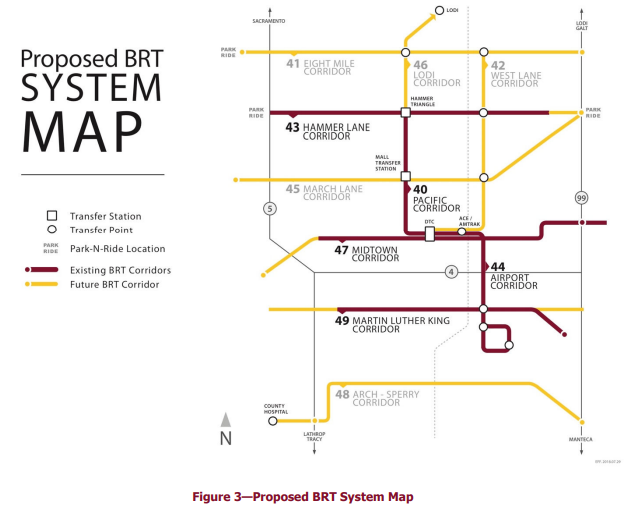 Proposed BRT
SYSTEM
MAP
Transfer Station
Transfer Point
PARK
RIDE
Park-N-Ride Location
Existing BRT Corridors
Future BRT Corridor
N
SACRAMENTO
LODI
LODI
GALT
PARK
RIDE
41 EIGHT MILE
CORRIDOR
46
LODI
CORRIDOR
42
WEST LANE
CORRIDOR
HAMMER
TRIANGLE
PARK
RIDE
PARK
RIDE
43 HAMMER LANE
CORRIDOR
MALL
TRANSFER
STATION
45 MARCH LANE
CORRIDOR
40
PACIFIC
CORRIDOR
5
99
DTC
ACE /
AMTRAK
47 MIDTOWN
CORRIDOR
4
44
AIRPORT
CORRIDOR
49 MARTIN LUTHER KING
CORRIDOR
48 ARCH - SPERRY
CORRIDOR
COUNTY
HOSPITAL
LATHROP
TRACY
MANTECA
Figure 3—Proposed BRT System Map